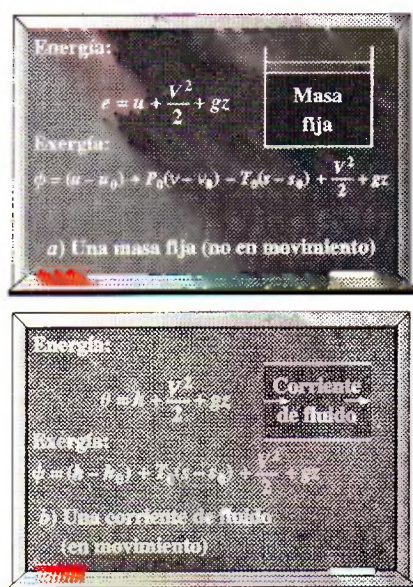 Energía:
e = u + V²/2 + gz
Masa
fija
Exergía:
ϕ = (u − u₀) + P₀(v − v₀) − T₀(s − s₀) + V²/2 + gz
a) Una masa fija (no en movimiento)
Energía:
θ = h + V²/2 + gz
Corriente
de fluido
Exergía:
ψ = (h − h₀) + T₀(s − s₀) + V²/2 + gz
b) Una corriente de fluido
(en movimiento)